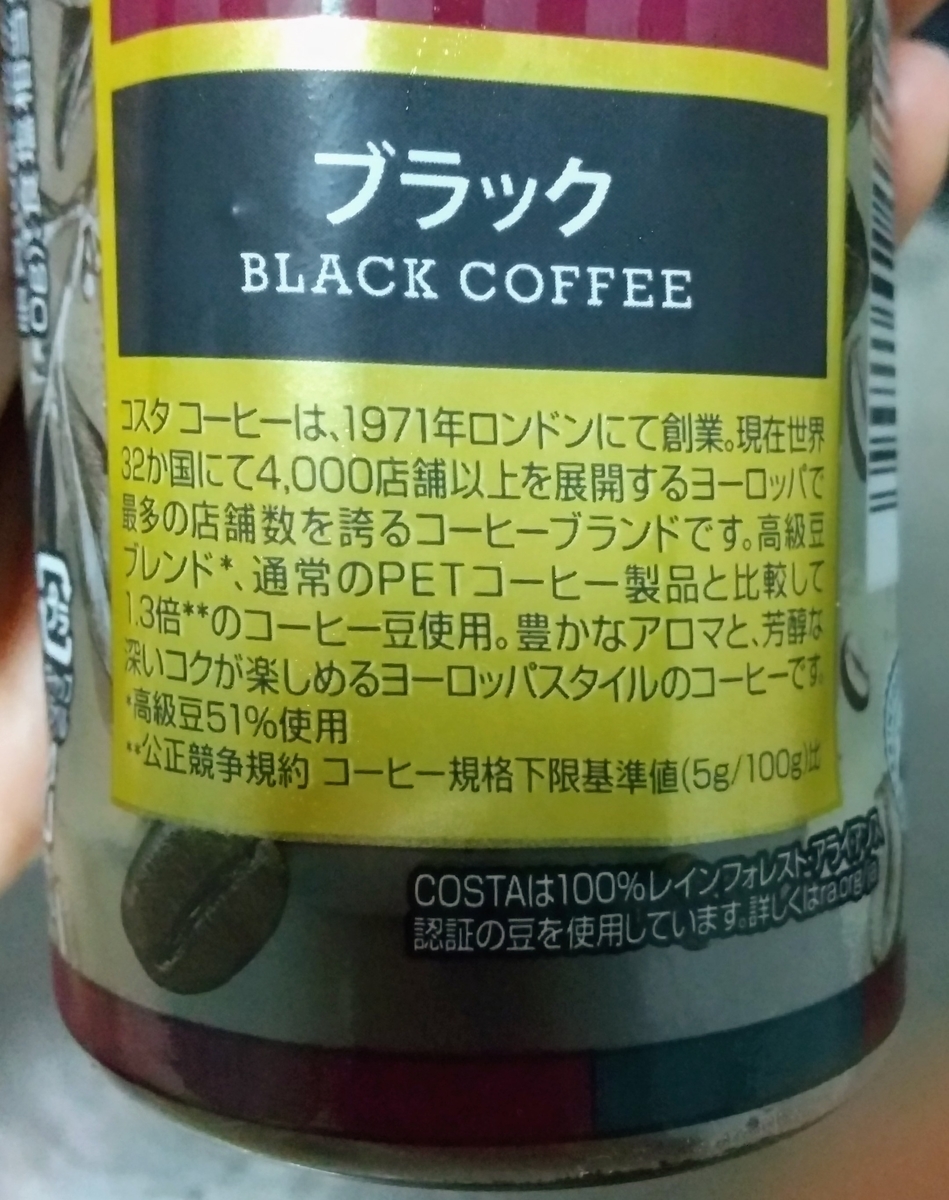 ブラック
BLACK COFFEE
コスタ コーヒーは、1971年ロンドンにて創業。現在世界
32か国にて4,000店舗以上を展開するヨーロッパで
最多の店舗数を誇るコーヒーブランドです。高級豆
ブレンド*、通常のPETコーヒー製品と比較して
1.3倍**のコーヒー豆使用。豊かなアロマと、芳醇な
深いコクが楽しめるヨーロッパスタイルのコーヒーです。
*高級豆51%使用
**公正競争規約 コーヒー規格下限基準値(5g/100g)比
COSTAは100%レインフォレスト・アライアンス
認証の豆を使用しています。詳しくはra.org/ja